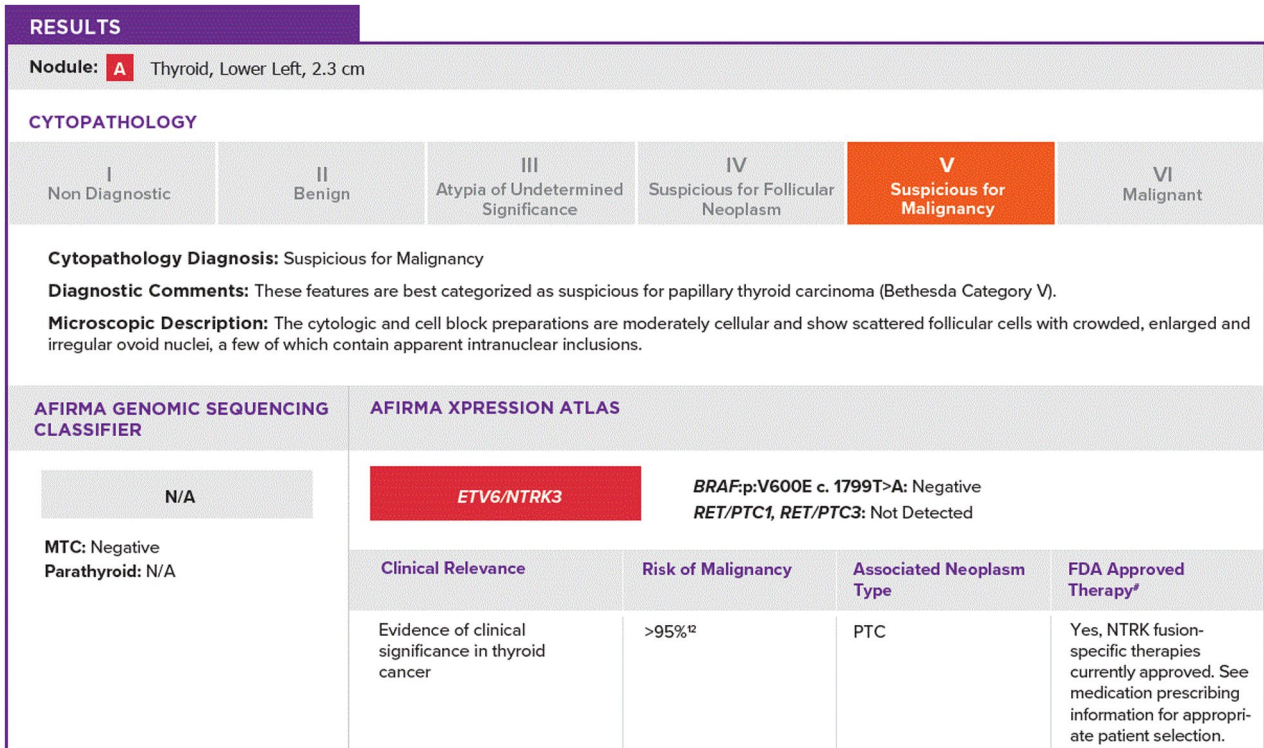 RESULTS
Nodule: A Thyroid, Lower Left, 2.3 cm
CYTOPATHOLOGY
I
Non Diagnostic
II
Benign
III
Atypia of Undetermined
Significance
IV
Suspicious for Follicular
Neoplasm
V
Suspicious for
Malignancy
VI
Malignant
Cytopathology Diagnosis: Suspicious for Malignancy
Diagnostic Comments: These features are best categorized as suspicious for papillary thyroid carcinoma (Bethesda Category V).
Microscopic Description: The cytologic and cell block preparations are moderately cellular and show scattered follicular cells with crowded, enlarged and
irregular ovoid nuclei, a few of which contain apparent intranuclear inclusions.
AFIRMA GENOMIC SEQUENCING
CLASSIFIER
N/A
MTC: Negative
Parathyroid: N/A
AFIRMA XPRESSION ATLAS
ETV6/NTRK3
BRAF:p:V600E c. 1799T>A: Negative
RET/PTC1, RET/PTC3: Not Detected
Clinical Relevance
Evidence of clinical
significance in thyroid
cancer
Risk of Malignancy
>95%¹²
Associated Neoplasm
Type
PTC
FDA Approved
Therapy#
Yes, NTRK fusion-
specific therapies
currently approved. See
medication prescribing
information for appropri-
ate patient selection.